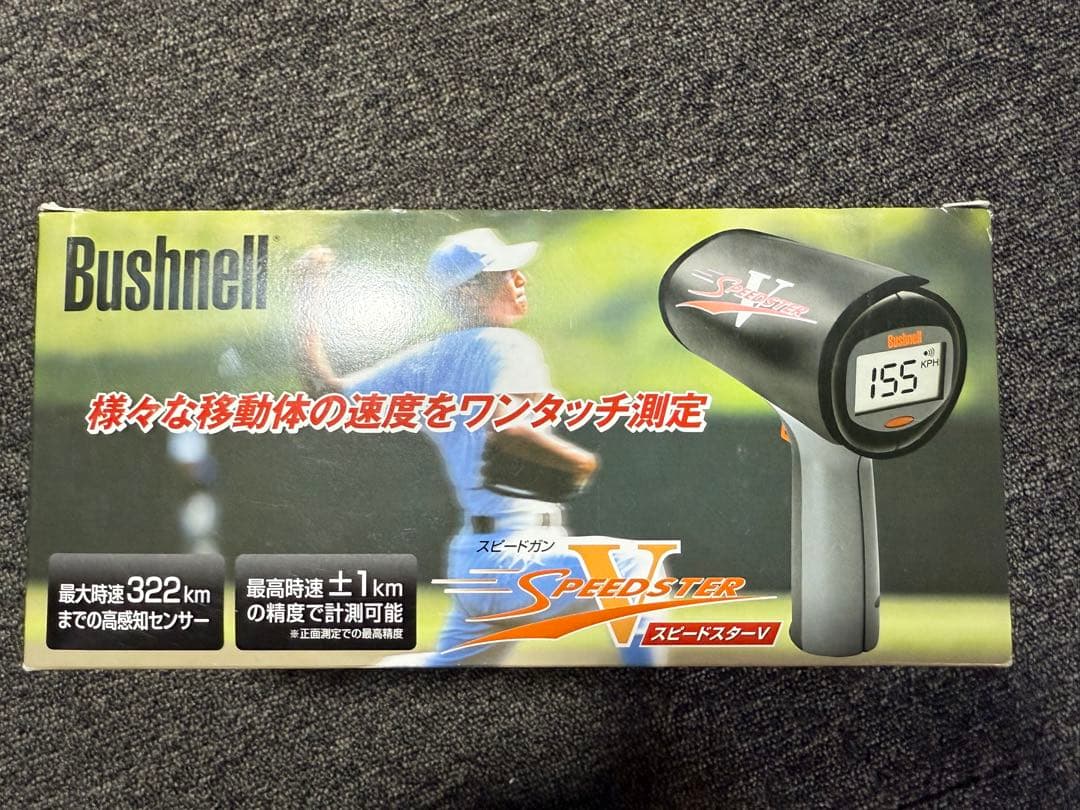 Bushnell®
V
SPEEDSTER
Bushnell
155 KPH
様々な移動体の速度をワンタッチ測定
スピードガン
V
SPEEDSTER
スピードスターV
最大時速322km
までの高感知センサー
最高時速±1km
の精度で計測可能
※正面測定での最高精度